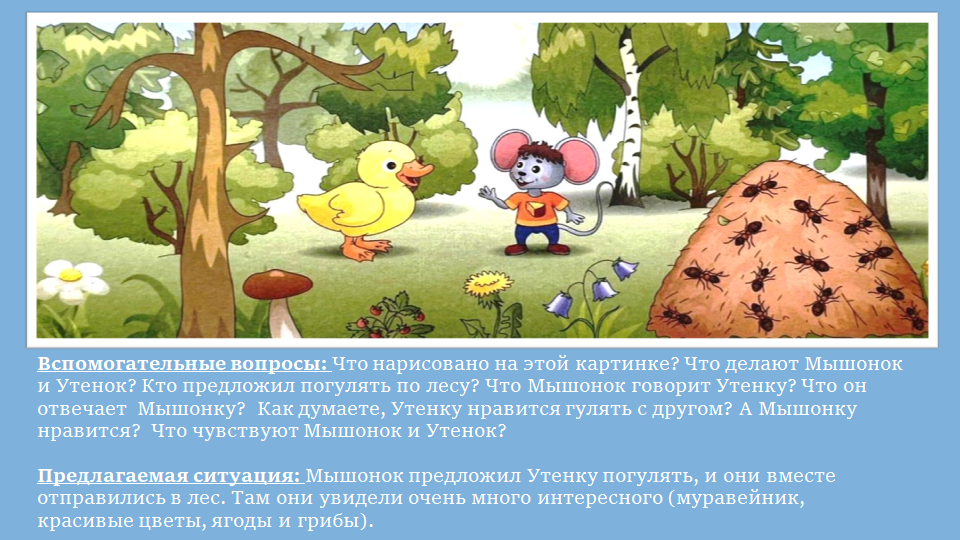 Вспомогательные вопросы: Что нарисовано на этой картинке? Что делают Мышонок
и Утенок? Кто предложил погулять по лесу? Что Мышонок говорит Утенку? Что он
отвечает Мышонку? Как думаете, Утенку нравится гулять с другом? А Мышонку
нравится? Что чувствуют Мышонок и Утенок?
Предлагаемая ситуация: Мышонок предложил Утенку погулять, и они вместе
отправились в лес. Там они увидели очень много интересного (муравейник,
красивые цветы, ягоды и грибы).